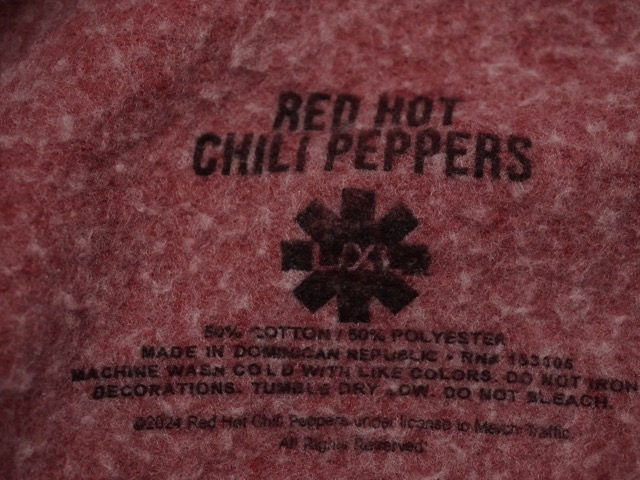 RED HOT
CHILI PEPPERS
50% COTTON / 50% POLYESTER
MADE IN DOMINICAN REPUBLIC • RN#
MACHINE WASH COLD WITH LIKE COLORS. DO NOT IRON
DECORATIONS. TUMBLE DRY LOW. DO NOT BLEACH.
©2024 Red Hot Chili Peppers under license to Merch Traffic.
All Rights Reserved.